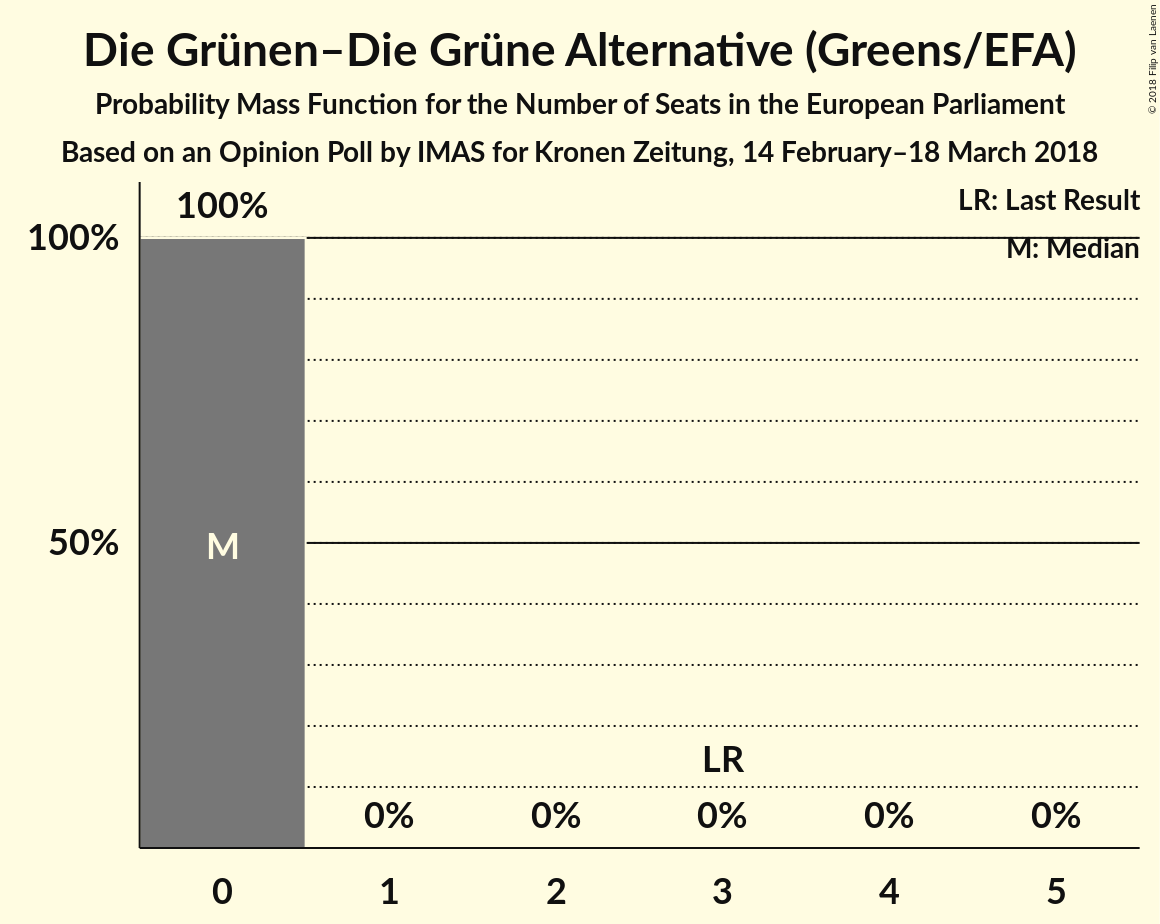 Die Grünen–Die Grüne Alternative (Greens/EFA)
Probability Mass Function for the Number of Seats in the European Parliament
Based on an Opinion Poll by IMAS for Kronen Zeitung, 14 February–18 March 2018
© 2018 Filip van Laenen
LR: Last Result
M: Median
100%
100%
50%
M
LR
0%
0%
0%
0%
0%
0
1
2
3
4
5